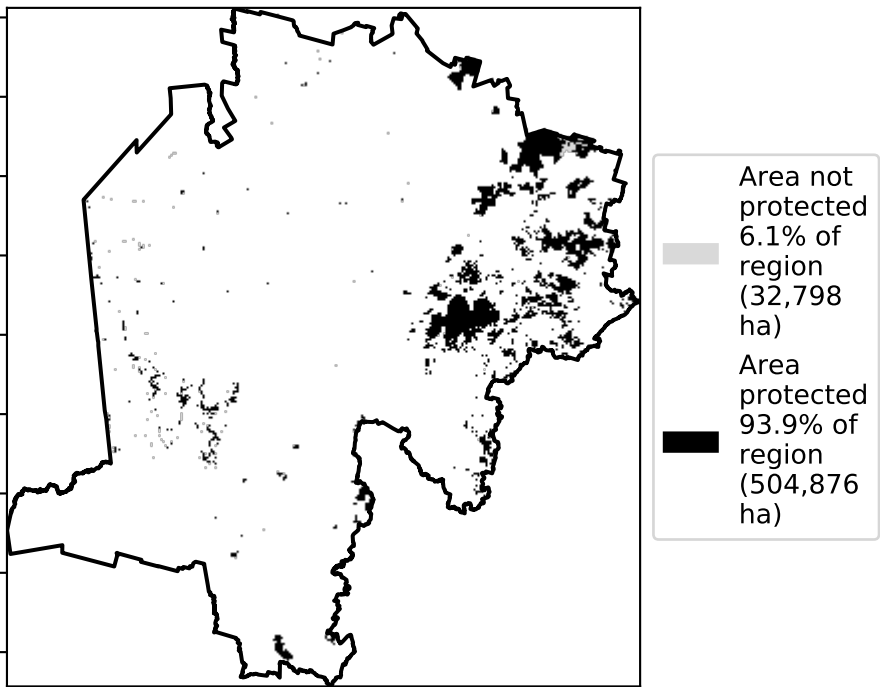 Area not
protected
6.1% of
region
(32,798
ha)
Area
protected
93.9% of
region
(504,876
ha)